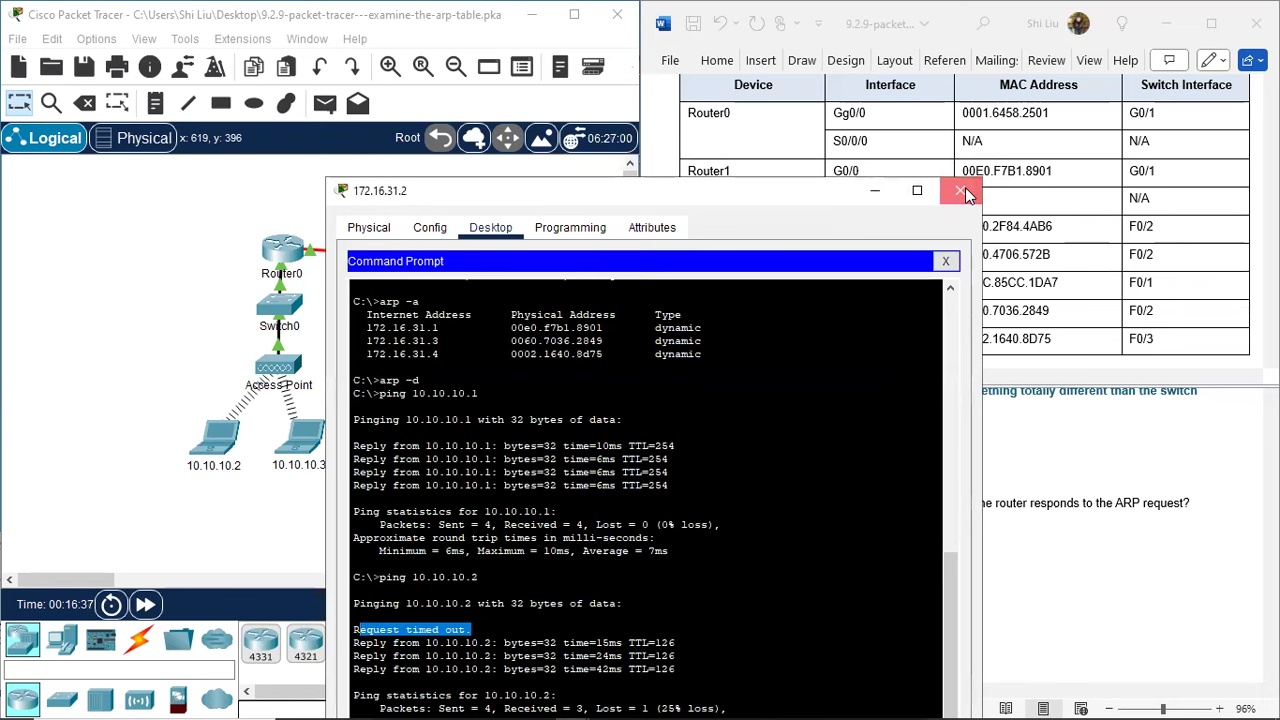 Cisco Packet Tracer - C:\Users\Shi Liu\Desktop\9.2.9-packet-tracer---examine-the-arp-table.pka
File Edit Options View Tools Extensions Window Help
Logical Physical x: 619, y: 396 Root 06:27:00
Router0
Switch0
Access Point
10.10.10.2 10.10.10.3
Time: 00:16:37
4331 4321
9.2.9-packet... Shi Liu
File Home Insert Draw Design Layout Referen Mailing: Review View Help
Device Interface MAC Address Switch Interface
Router0 Gg0/0 0001.6458.2501 G0/1
S0/0/0 N/A N/A
Router1 G0/0 00E0.F7B1.8901 G0/1
N/A
.2F84.4AB6 F0/2
.4706.572B F0/2
C.85CC.1DA7 F0/1
.7036.2849 F0/2
2.1640.8D75 F0/3
ething totally different than the switch
he router responds to the ARP request?
96%
172.16.31.2
Physical Config Desktop Programming Attributes
Command Prompt X
C:\>arp -a
Internet Address Physical Address Type
172.16.31.1 00e0.f7b1.8901 dynamic
172.16.31.3 0060.7036.2849 dynamic
172.16.31.4 0002.1640.8d75 dynamic
C:\>arp -d
C:\>ping 10.10.10.1
Pinging 10.10.10.1 with 32 bytes of data:
Reply from 10.10.10.1: bytes=32 time=10ms TTL=254
Reply from 10.10.10.1: bytes=32 time=6ms TTL=254
Reply from 10.10.10.1: bytes=32 time=6ms TTL=254
Reply from 10.10.10.1: bytes=32 time=6ms TTL=254
Ping statistics for 10.10.10.1:
Packets: Sent = 4, Received = 4, Lost = 0 (0% loss),
Approximate round trip times in milli-seconds:
Minimum = 6ms, Maximum = 10ms, Average = 7ms
C:\>ping 10.10.10.2
Pinging 10.10.10.2 with 32 bytes of data:
Request timed out.
Reply from 10.10.10.2: bytes=32 time=15ms TTL=126
Reply from 10.10.10.2: bytes=32 time=24ms TTL=126
Reply from 10.10.10.2: bytes=32 time=42ms TTL=126
Ping statistics for 10.10.10.2:
Packets: Sent = 4, Received = 3, Lost = 1 (25% loss),